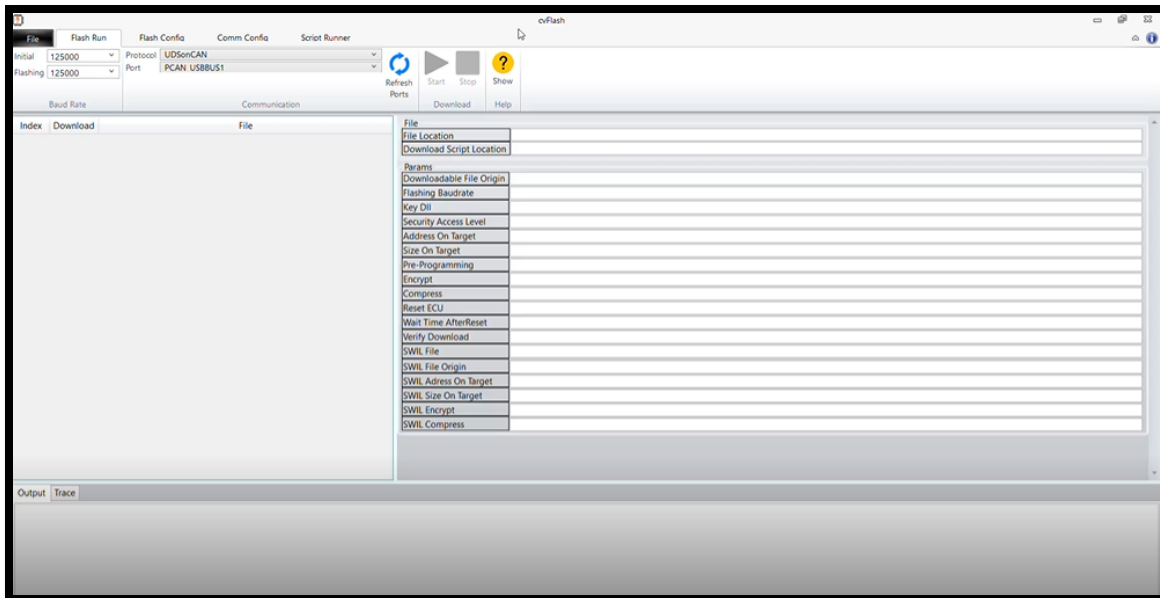 cvFlash
File Flash Run Flash Config Comm Config Script Runner
Initial 125000 Protocol UDSonCAN
Flashing 125000 Port PCAN_USBBUS1
Refresh Ports Start Stop Show
Baud Rate Communication Download Help
Index Download File
File
File Location
Download Script Location
Params
Downloadable File Origin
Flashing Baudrate
Key Dll
Security Access Level
Address On Target
Size On Target
Pre-Programming
Encrypt
Compress
Reset ECU
Wait Time AfterReset
Verify Download
SWIL File
SWIL File Origin
SWIL Adress On Target
SWIL Size On Target
SWIL Encrypt
SWIL Compress
Output Trace